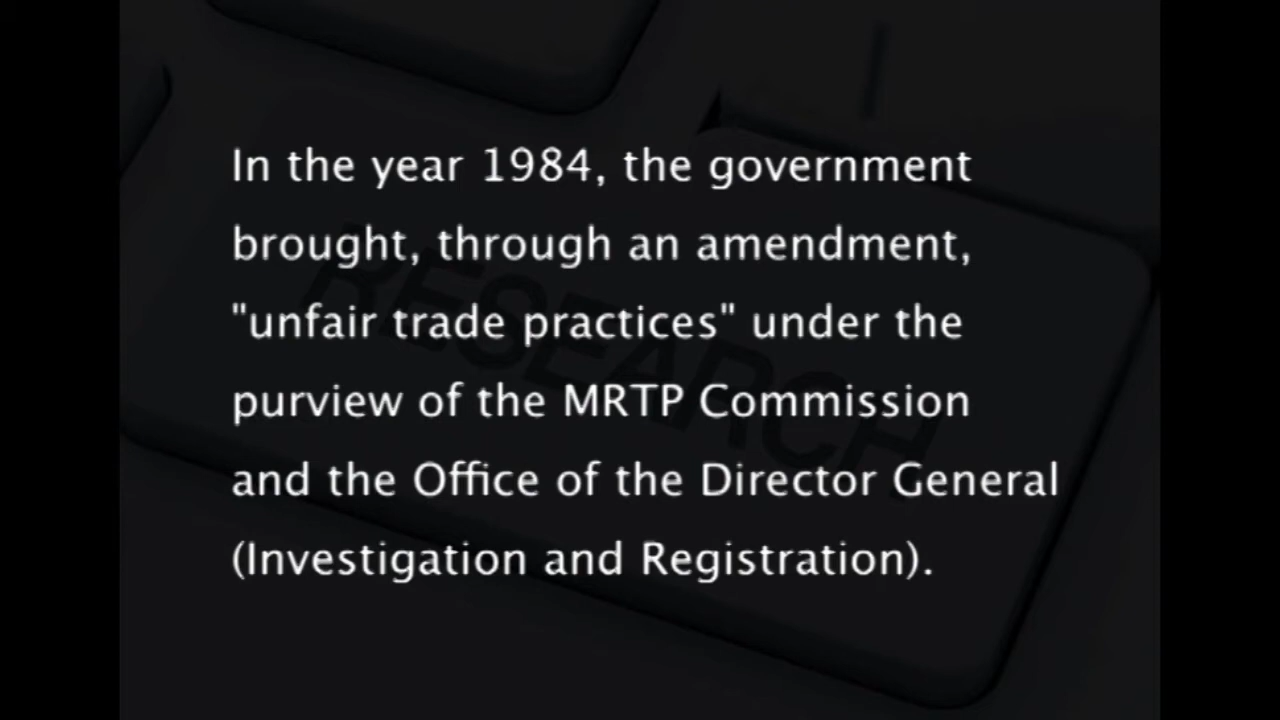 In the year 1984, the government
brought, through an amendment,
"unfair trade practices" under the
purview of the MRTP Commission
and the Office of the Director General
(Investigation and Registration).
RESEARCH